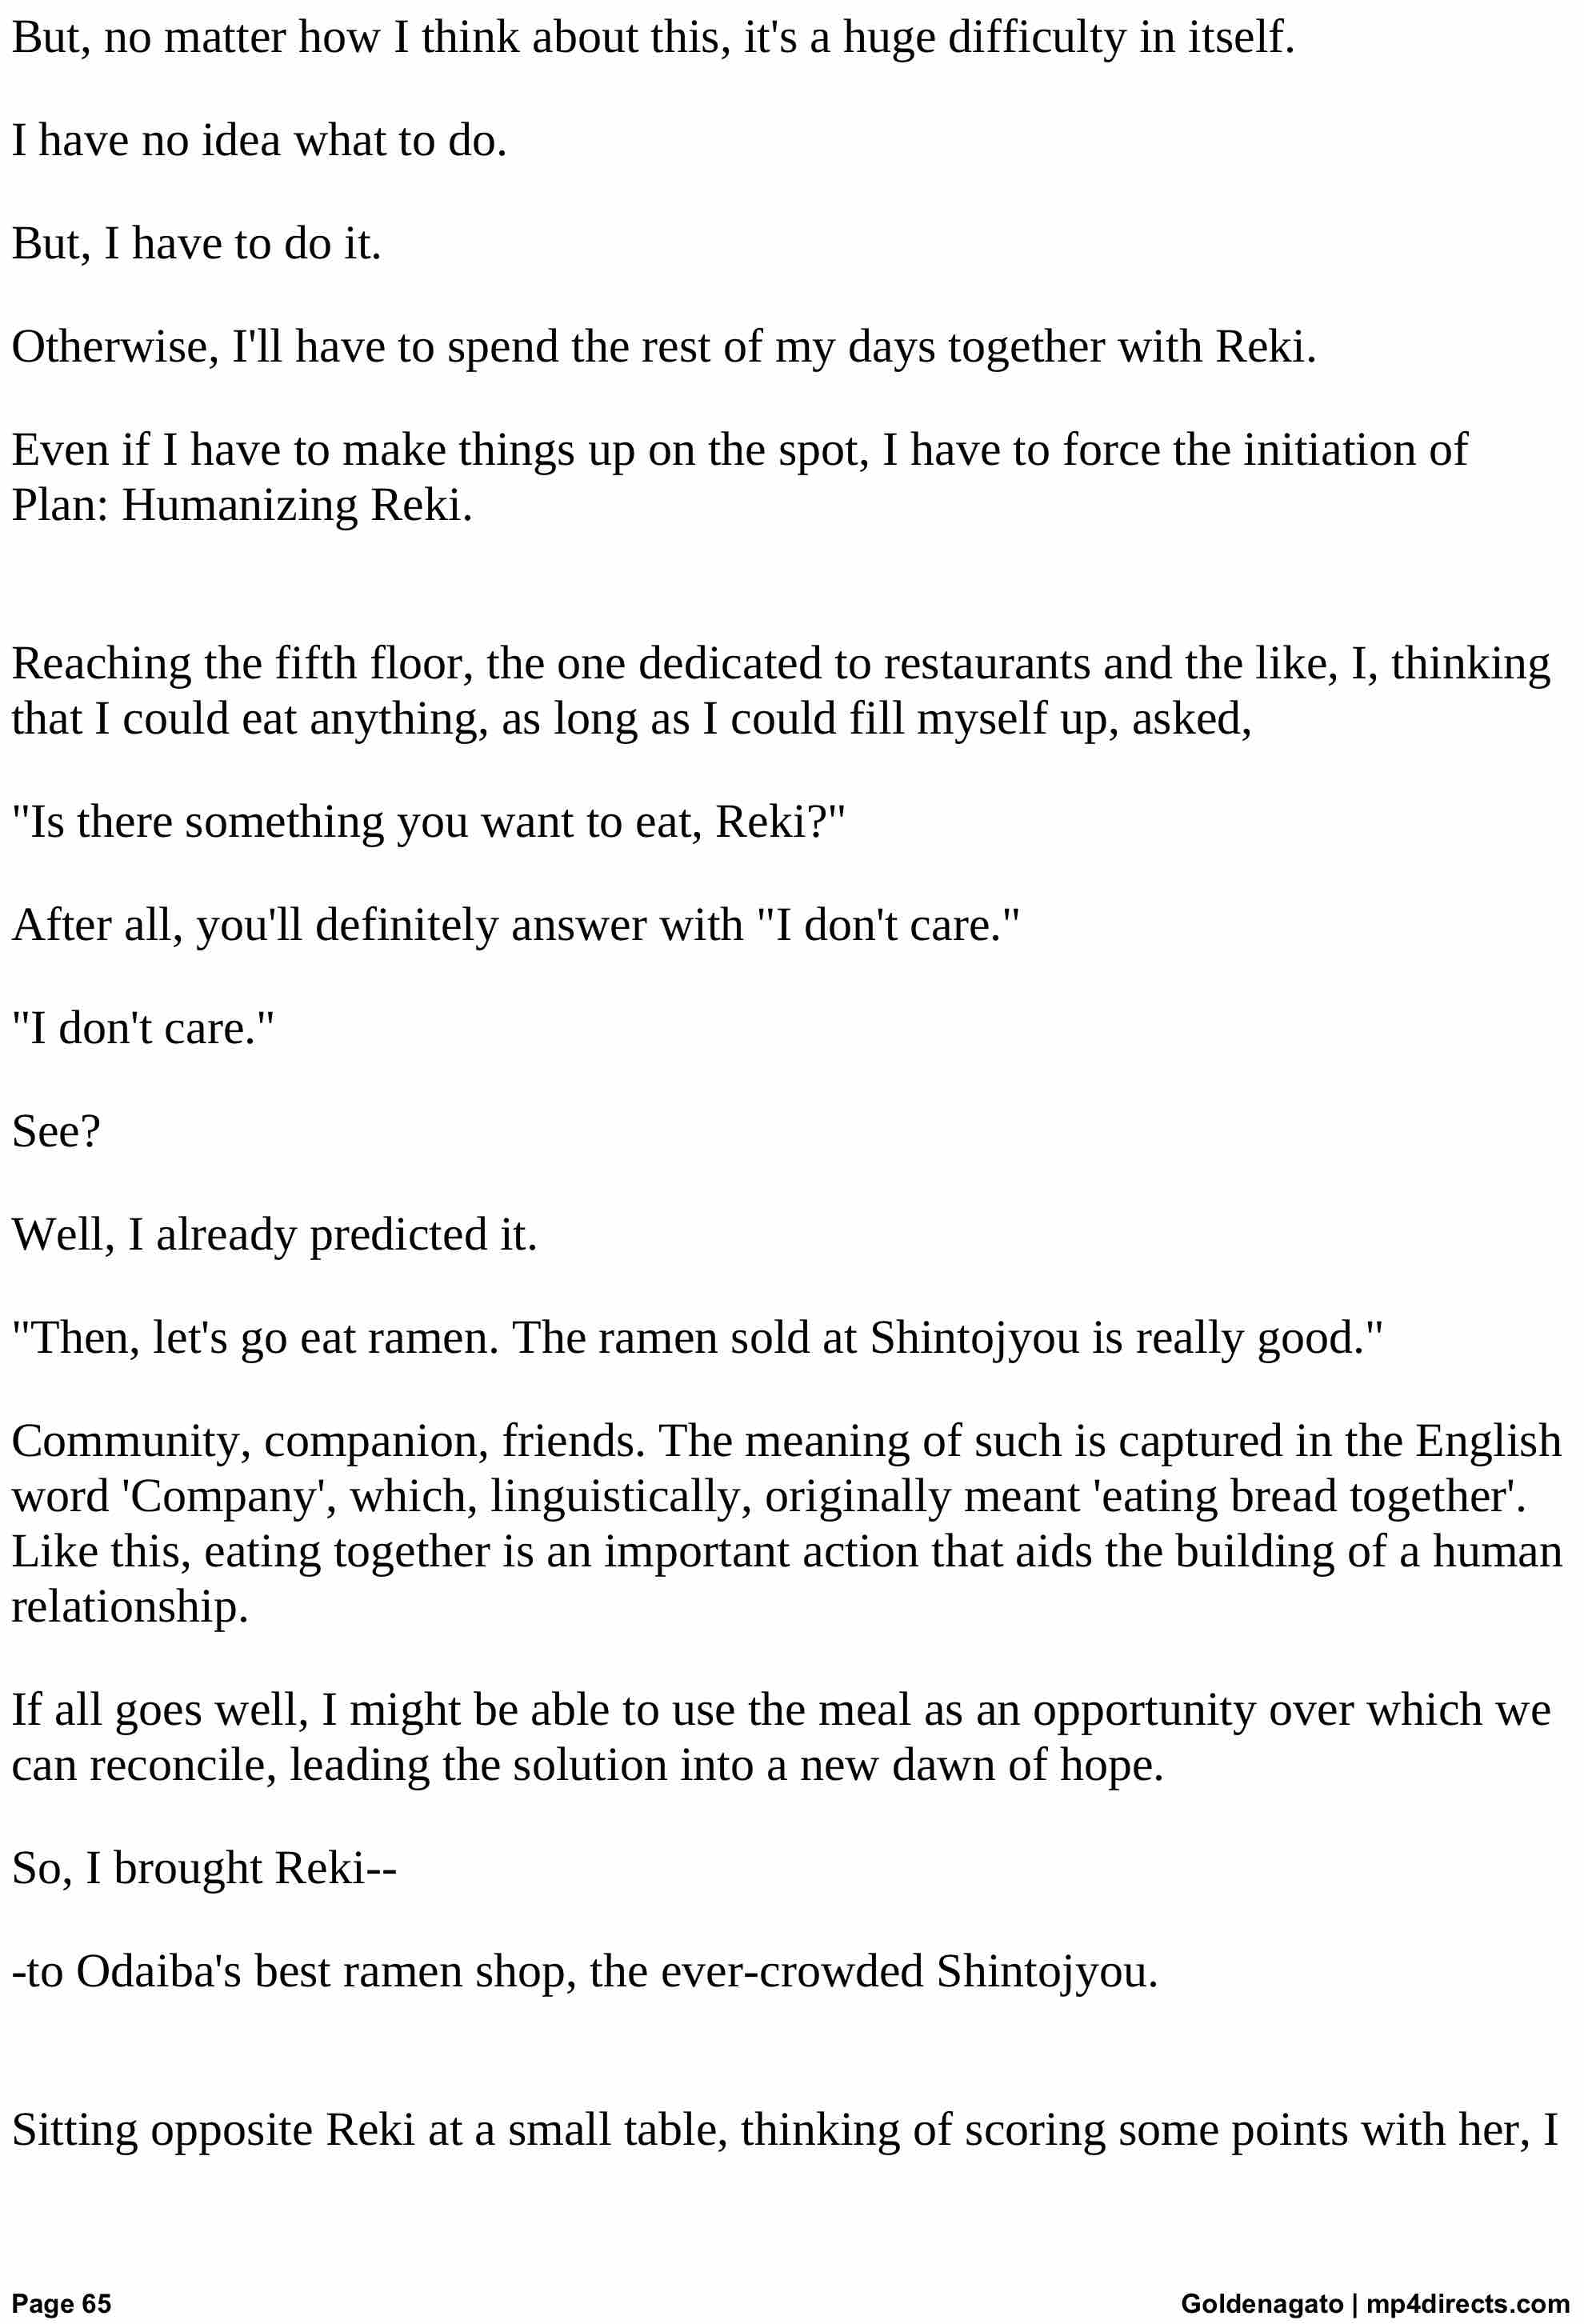 But, no matter how I think about this, it's a huge difficulty in itself.
I have no idea what to do.
But, I have to do it.
Otherwise, I'll have to spend the rest of my days together with Reki.
Even if I have to make things up on the spot, I have to force the initiation of
Plan: Humanizing Reki.
Reaching the fifth floor, the one dedicated to restaurants and the like, I, thinking
that I could eat anything, as long as I could fill myself up, asked,
"Is there something you want to eat, Reki?"
After all, you'll definitely answer with "I don't care."
"I don't care."
See?
Well, I already predicted it.
"Then, let's go eat ramen. The ramen sold at Shintojyou is really good."
Community, companion, friends. The meaning of such is captured in the English
word 'Company', which, linguistically, originally meant 'eating bread together'.
Like this, eating together is an important action that aids the building of a human
relationship.
If all goes well, I might be able to use the meal as an opportunity over which we
can reconcile, leading the solution into a new dawn of hope.
So, I brought Reki--
-to Odaiba's best ramen shop, the ever-crowded Shintojyou.
Sitting opposite Reki at a small table, thinking of scoring some points with her, I
Page 65
Goldenagato | mp4directs.com